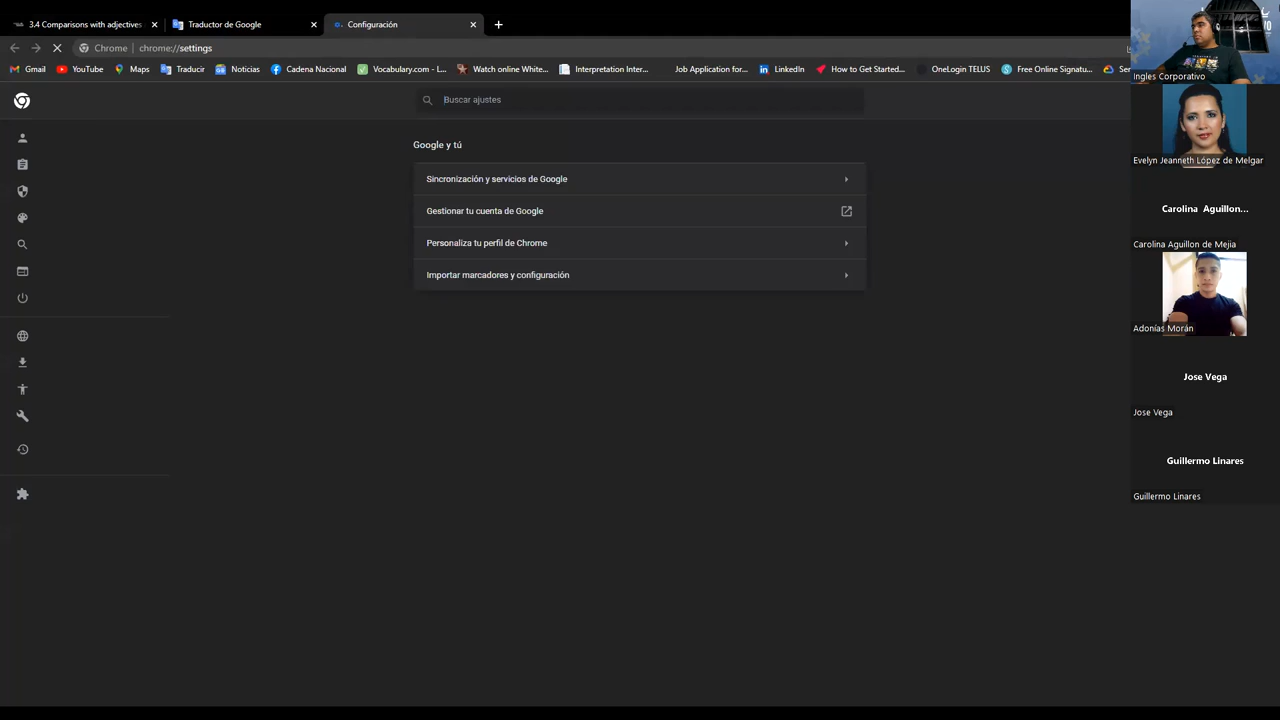 3.4 Comparisons with adjectives
Traductor de Google
Configuración
Chrome
chrome://settings
Gmail
YouTube
Maps
Traducir
Noticias
Cadena Nacional
Vocabulary.com - L...
Watch online White...
Interpretation Inter...
Job Application for...
LinkedIn
How to Get Started...
OneLogin TELUS
Free Online Signatu...
Ser
Buscar ajustes
Google y tú
Sincronización y servicios de Google
Gestionar tu cuenta de Google
Personaliza tu perfil de Chrome
Importar marcadores y configuración
Ingles Corporativo
Evelyn Jeanneth López de Melgar
Carolina Aguillon...
Carolina Aguillon de Mejia
Adonías Morán
Jose Vega
Jose Vega
Guillermo Linares
Guillermo Linares